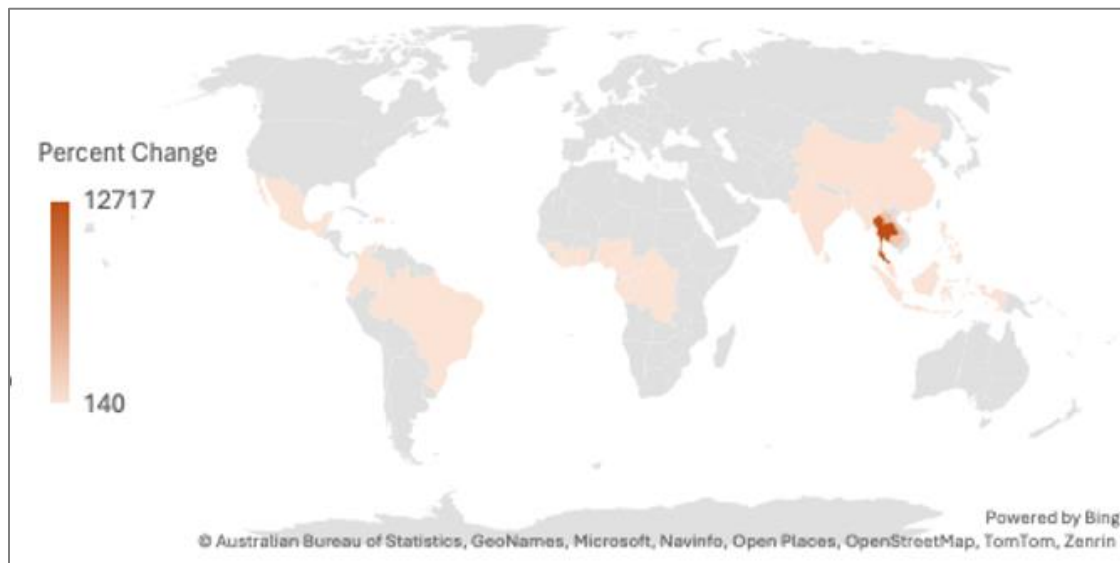 Percent Change
12717
140
Powered by Bing
© Australian Bureau of Statistics, GeoNames, Microsoft, Navinfo, Open Places, OpenStreetMap, TomTom, Zenrin